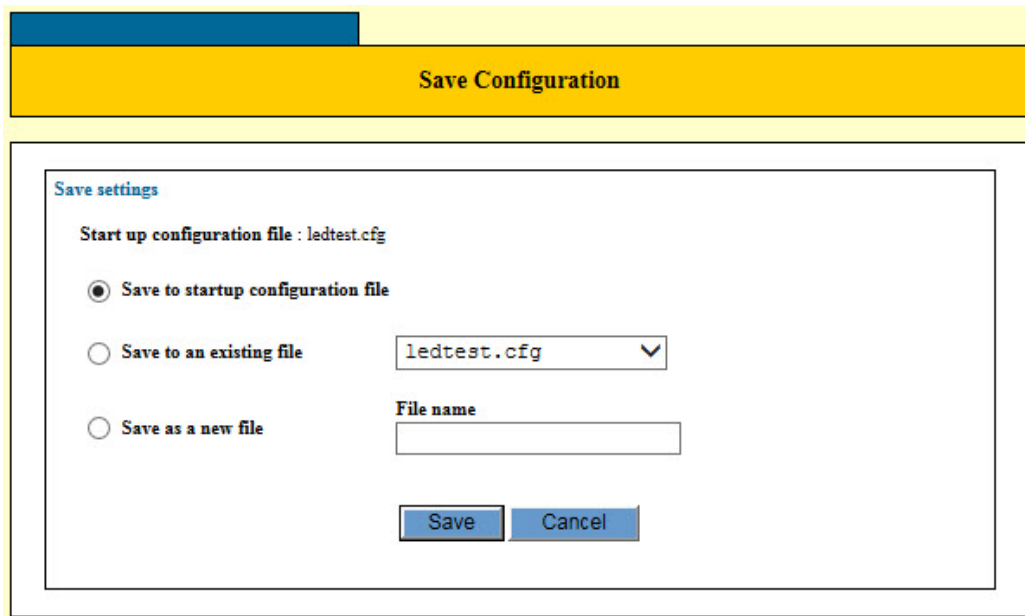 Save Configuration
Save settings
Start up configuration file : ledtest.cfg
Save to startup configuration file
Save to an existing file
ledtest.cfg
File name
Save as a new file
Save
Cancel